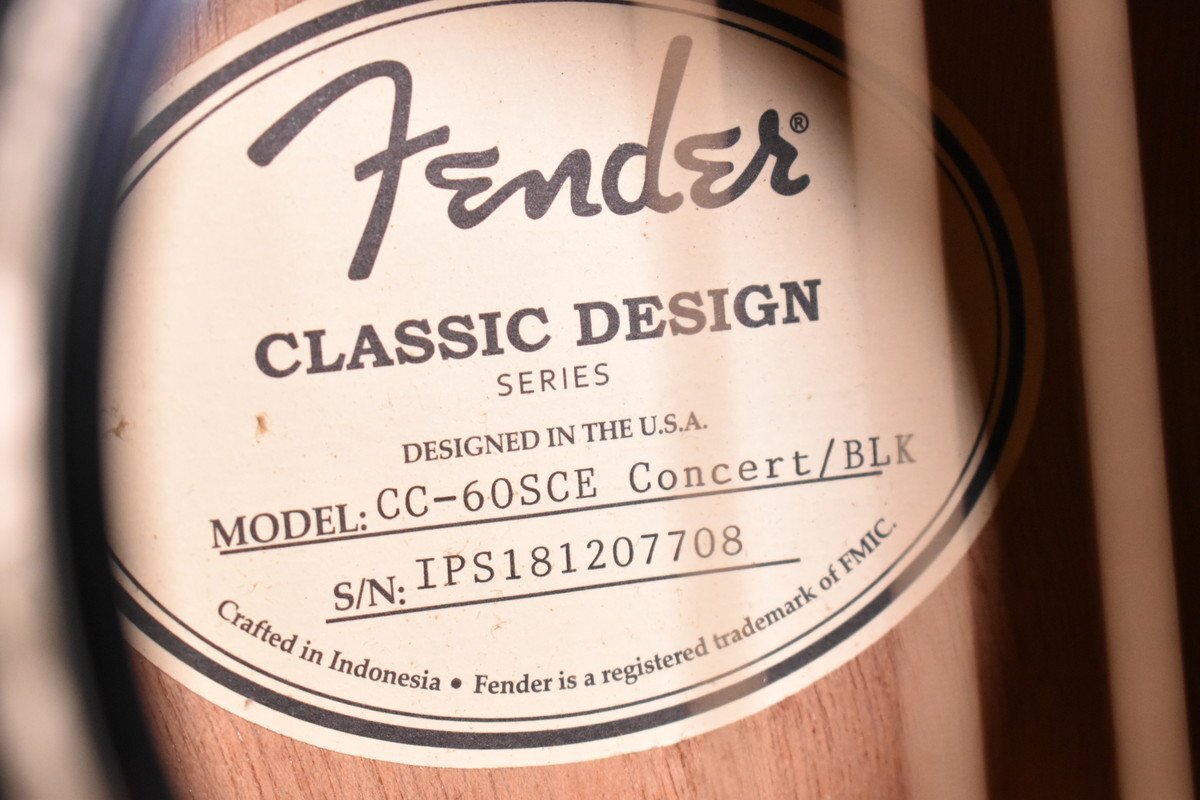 Fender®
CLASSIC DESIGN
SERIES
DESIGNED IN THE U.S.A.
MODEL: CC-60SCE Concert/BLK
S/N: IPS181207708
Crafted in Indonesia • Fender is a registered trademark of FMIC.